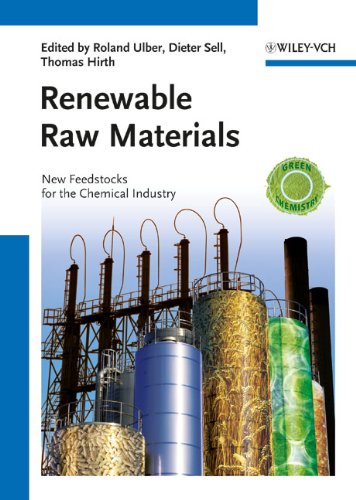 Edited by Roland Ulber, Dieter Sell,
Thomas Hirth
WILEY-VCH
Renewable
Raw Materials
New Feedstocks
for the Chemical Industry
GREEN
CHEMISTRY